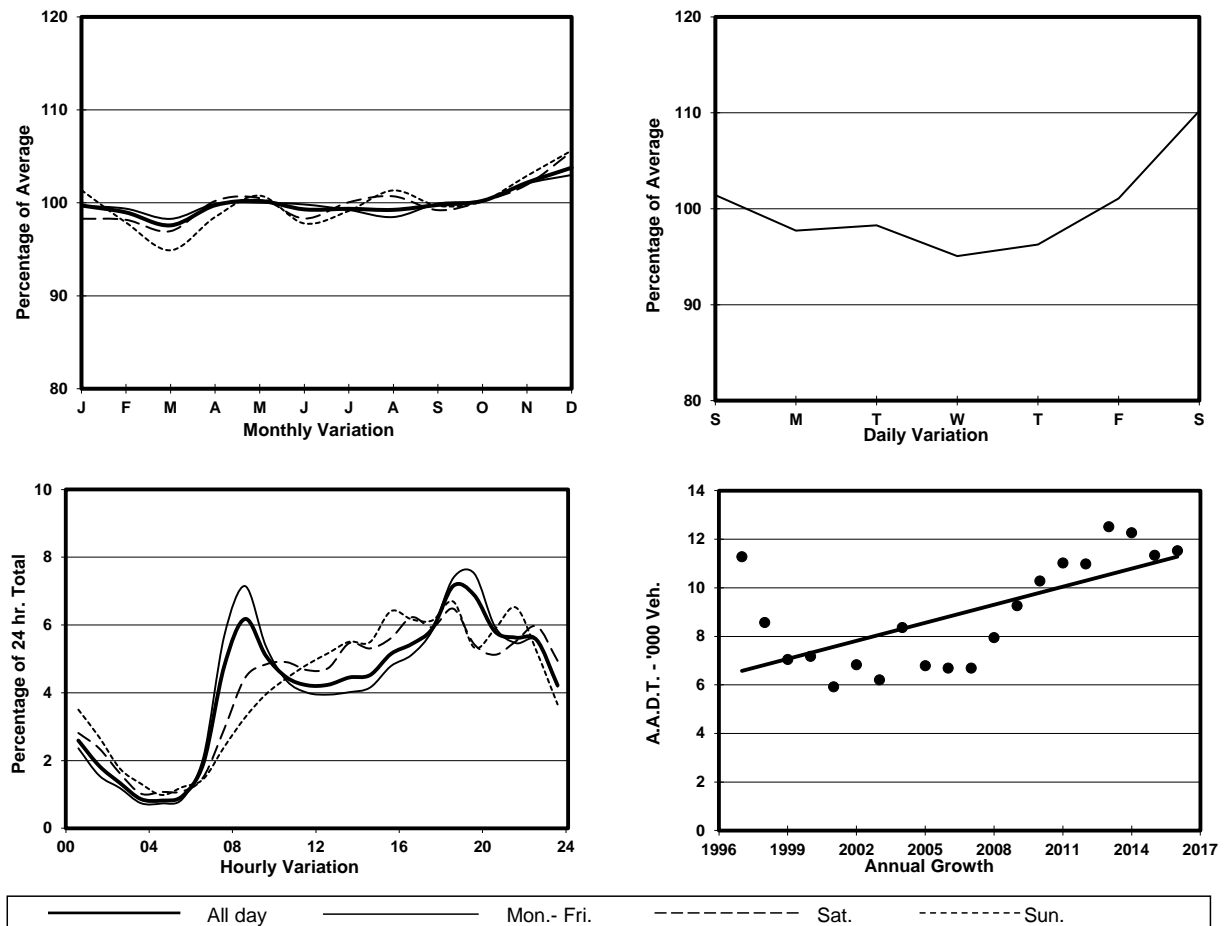 120
110
100
90
80
Percentage of Average
J F M A M J J A S O N D
Monthly Variation
120
110
100
90
80
Percentage of Average
S M T W T F S
Daily Variation
10
8
6
4
2
0
Percentage of 24 hr. Total
00 04 08 12 16 20 24
Hourly Variation
14
12
10
8
6
4
2
0
A.A.D.T. - '000 Veh.
1996 1999 2002 2005 2008 2011 2014 2017
Annual Growth
All day Mon.- Fri. Sat. Sun.